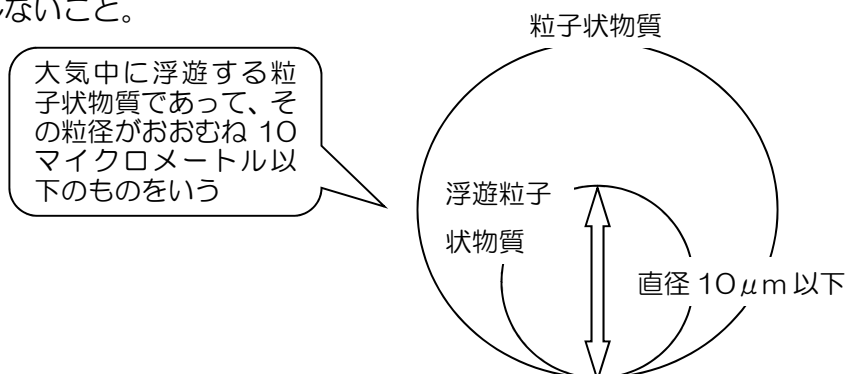 ないこと。
粒子状物質
大気中に浮遊する粒
子状物質であって、そ
の粒径がおおむね 10
マイクロメートル以
下のものをいう
浮遊粒子
状物質
直径 10μm以下